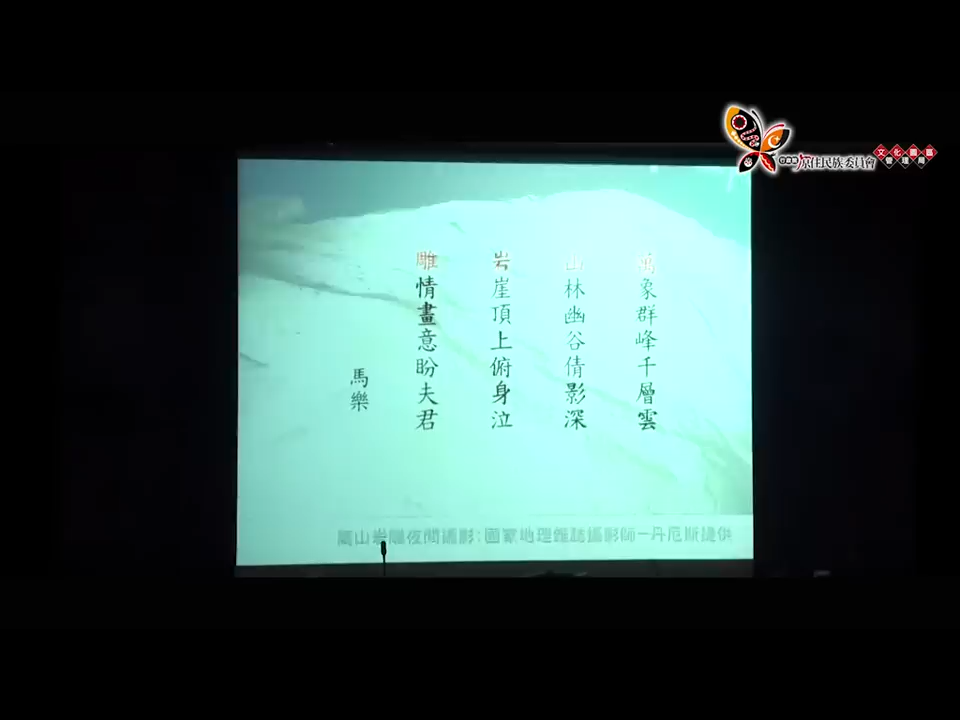 原住民族委員會
文化園區
管理局
萬象群峰千層雲
山林幽谷倩影深
岩崖頂上俯身泣
雕情畫意盼夫君
馬樂
萬山岩雕夜間攝影:國家地理雜誌攝影師-丹厄斯提供